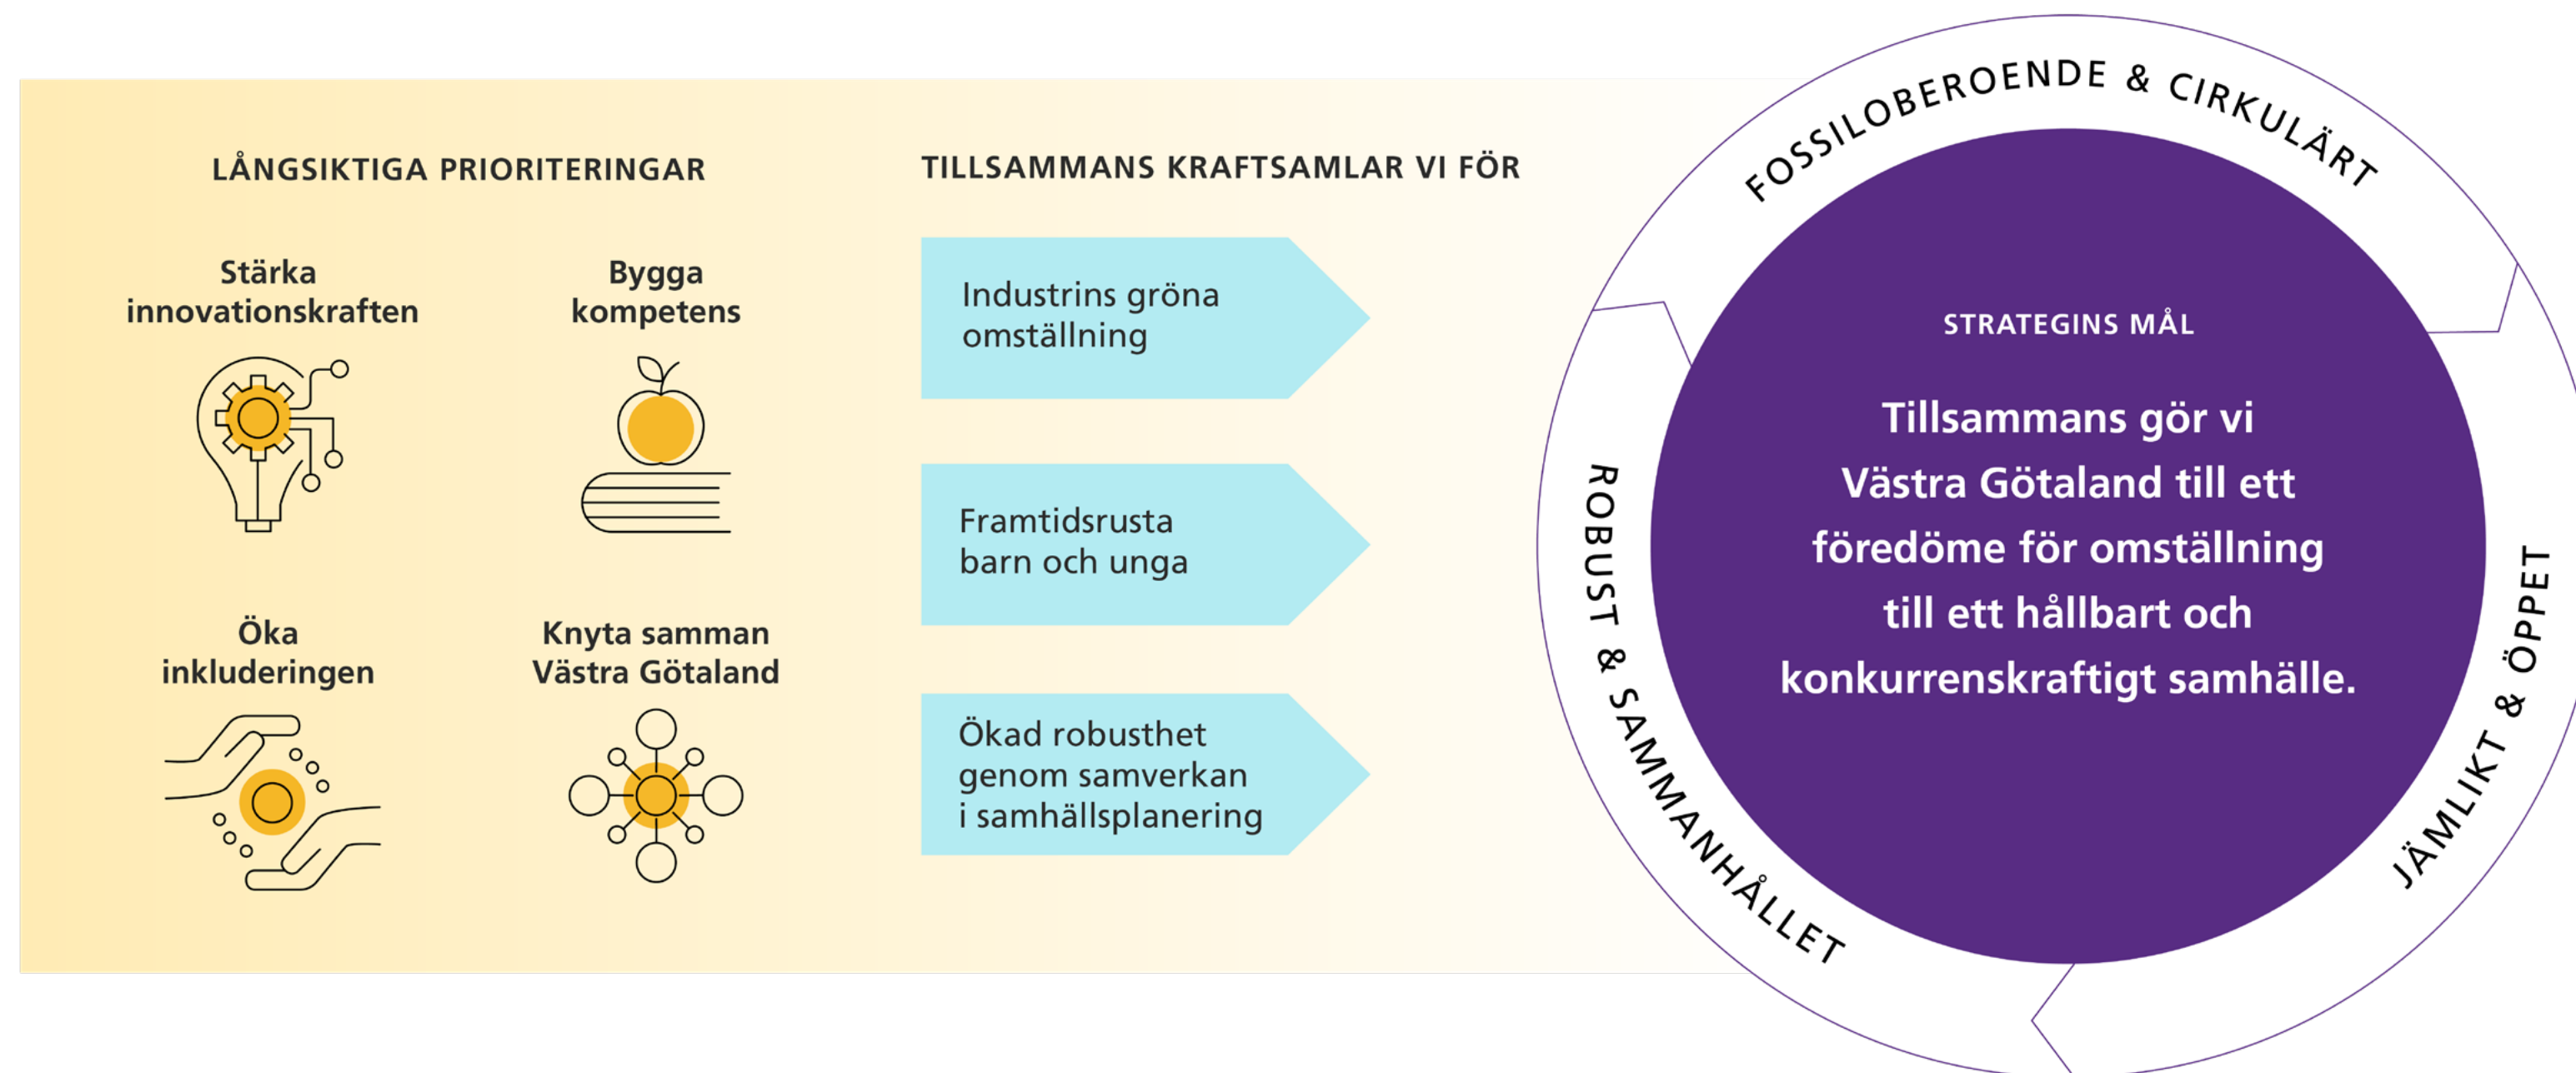 LÅNGSIKTIGA PRIORITERINGAR
Stärka
innovationskraften
Bygga
kompetens
Öka
inkluderingen
Knyta samman
Västra Götaland
TILLSAMMANS KRAFTSAMLAR VI FÖR
Industrins gröna
omställning
Framtidsrusta
barn och unga
Ökad robusthet
genom samverkan
i samhällsplanering
FOSSILOBEROENDE & CIRKULÄRT
JÄMLIKT & ÖPPET
ROBUST & SAMMANHÅLLET
STRATEGINS MÅL
Tillsammans gör vi
Västra Götaland till ett
föredöme för omställning
till ett hållbart och
konkurrenskraftigt samhälle.